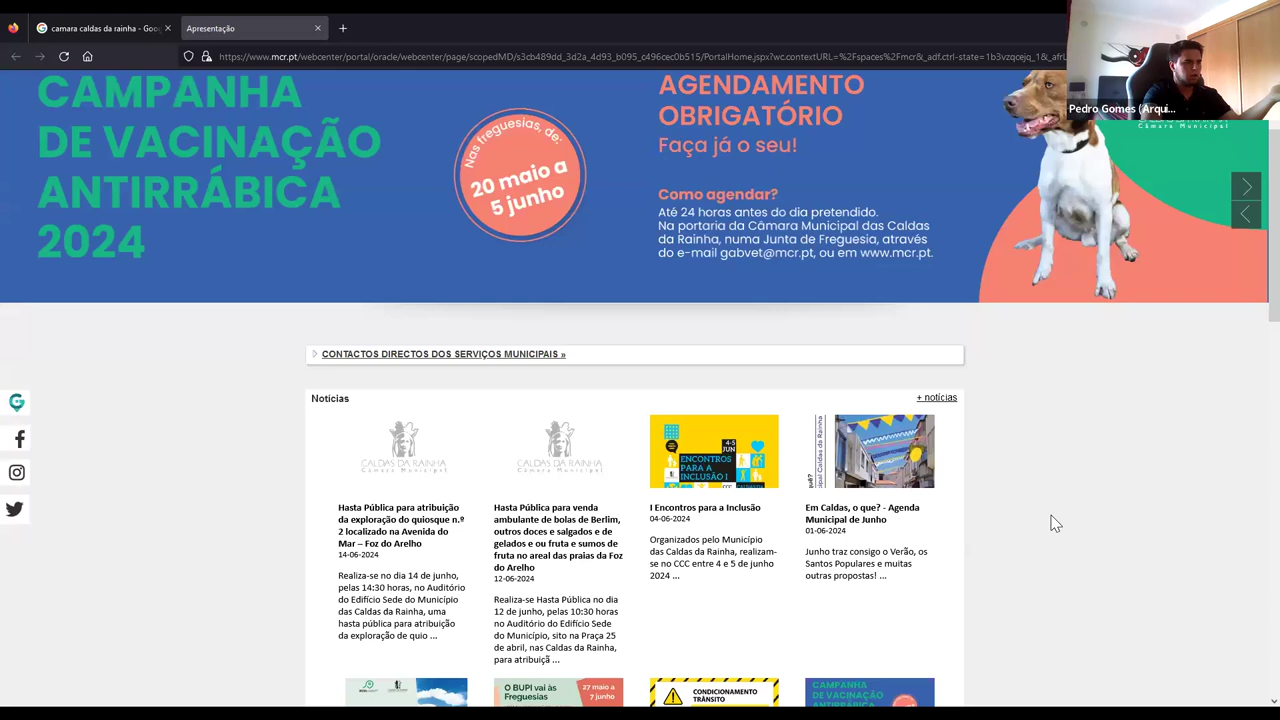 camara caldas da rainha - Goo
Apresentação
https://www.mcr.pt/webcenter/portal/oracle/webcenter/page/scopedMD/s3cb489dd_3d2a_4d93_b095_c496cec0b515/PortalHome.jspx?wc.contextURL=%2Fspaces%2Fmcr&_adf.ctrl-state=1b3vzqcejq_1&_afrL
Pedro Gomes (Arqui...
CAMPANHA
DE VACINAÇÃO
ANTIRRÁBICA
2024
Nas freguesias, de:
20 maio a
5 junho
AGENDAMENTO
OBRIGATÓRIO
Faça já o seu!
Como agendar?
Até 24 horas antes do dia pretendido.
Na portaria da Câmara Municipal das Caldas
da Rainha, numa Junta de Freguesia, através
do e-mail gabvet@mcr.pt, ou em www.mcr.pt.
CALDAS DA RAINHA
Câmara Municipal
CONTACTOS DIRECTOS DOS SERVIÇOS MUNICIPAIS »
Notícias
+ notícias
CALDAS DA RAINHA
Câmara Municipal
Hasta Pública para atribuição
da exploração do quiosque n.º
2 localizado na Avenida do
Mar – Foz do Arelho
14-06-2024
Realiza-se no dia 14 de junho,
pelas 14:30 horas, no Auditório
do Edifício Sede do Município
das Caldas da Rainha, uma
hasta pública para atribuição
da exploração de quio ...
CALDAS DA RAINHA
Câmara Municipal
Hasta Pública para venda
ambulante de bolas de Berlim,
outros doces e salgados e de
gelados e ou fruta e sumos de
fruta no areal das praias da Foz
do Arelho
12-06-2024
Realiza-se Hasta Pública no dia
12 de junho, pelas 10:30 horas
no Auditório do Edifício Sede
do Município, sito na Praça 25
de abril, nas Caldas da Rainha,
para atribuiçã ...
4-5
JUN
ENCONTROS
PARA A
INCLUSÃO I
CCC
I Encontros para a Inclusão
04-06-2024
Organizados pelo Município
das Caldas da Rainha, realizam-
se no CCC entre 4 e 5 de junho
2024 ...
Em Caldas, o que? - Agenda
Municipal de Junho
01-06-2024
Junho traz consigo o Verão, os
Santos Populares e muitas
outras propostas! ...
O BUPI vai às
Freguesias
27 maio a
7 junho
CONDICIONAMENTO
TRÂNSITO
CAMPANHA
DE VACINAÇÃO
ANTIRRÁBICA